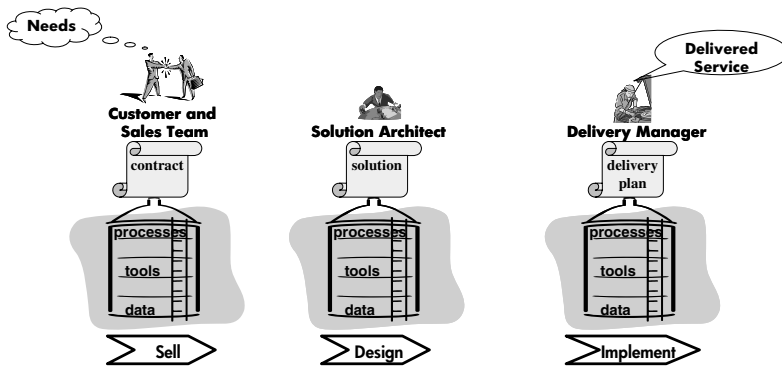 Needs
Delivered
Service
Customer and
Sales Team
Solution Architect
Delivery Manager
contract
solution
delivery
plan
processes
processes
processes
tools
tools
tools
data
data
data
Sell
Design
Implement